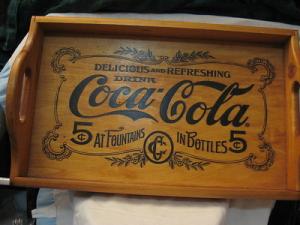 DELICIOUS AND REFRESHING
DRINK
Coca-Cola
5¢ AT FOUNTAINS IN BOTTLES 5¢
CC